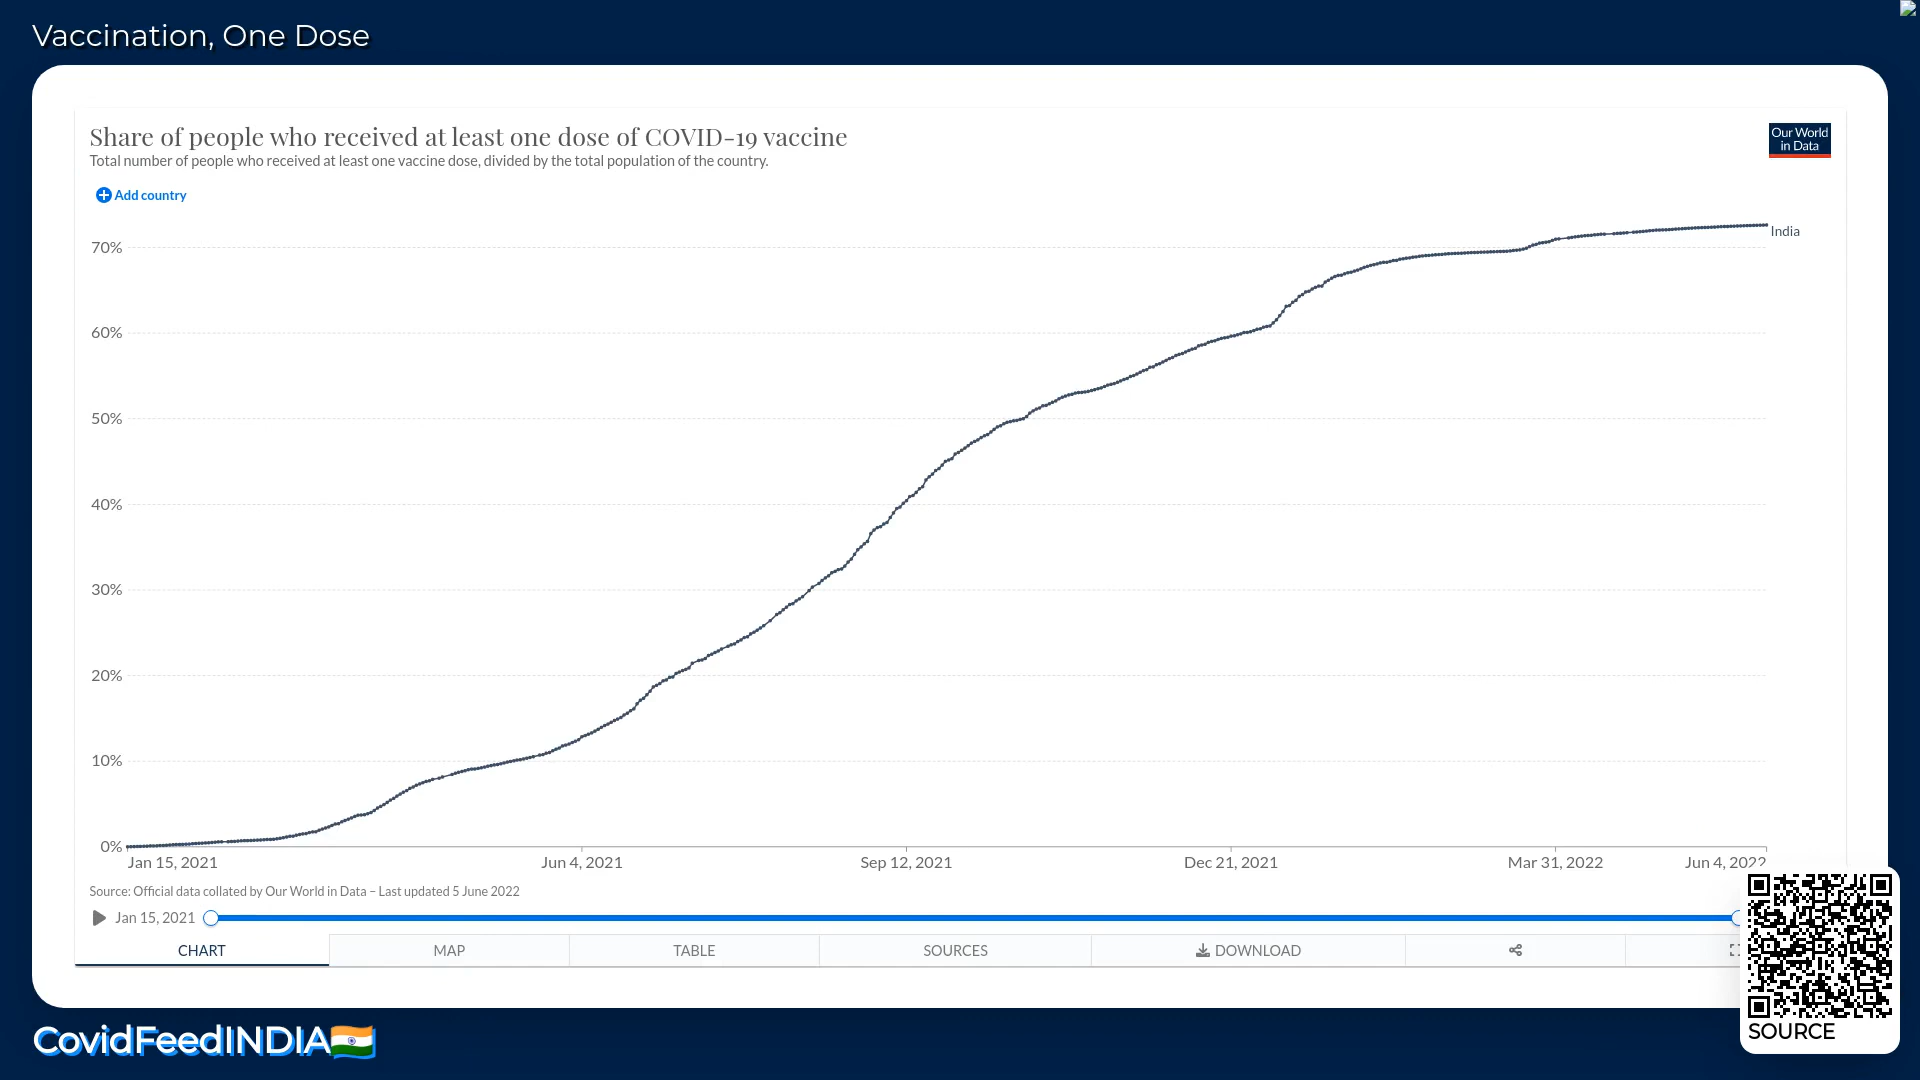 Vaccination, One Dose
Share of people who received at least one dose of COVID-19 vaccine
Total number of people who received at least one vaccine dose, divided by the total population of the country.
Our World
in Data
Add country
India
70%
60%
50%
40%
30%
20%
10%
0%
Jan 15, 2021 Jun 4, 2021 Sep 12, 2021 Dec 21, 2021 Mar 31, 2022 Jun 4, 2022
Source: Official data collated by Our World in Data – Last updated 5 June 2022
Jan 15, 2021
CHART MAP TABLE SOURCES DOWNLOAD
SOURCE
CovidFeedINDIA